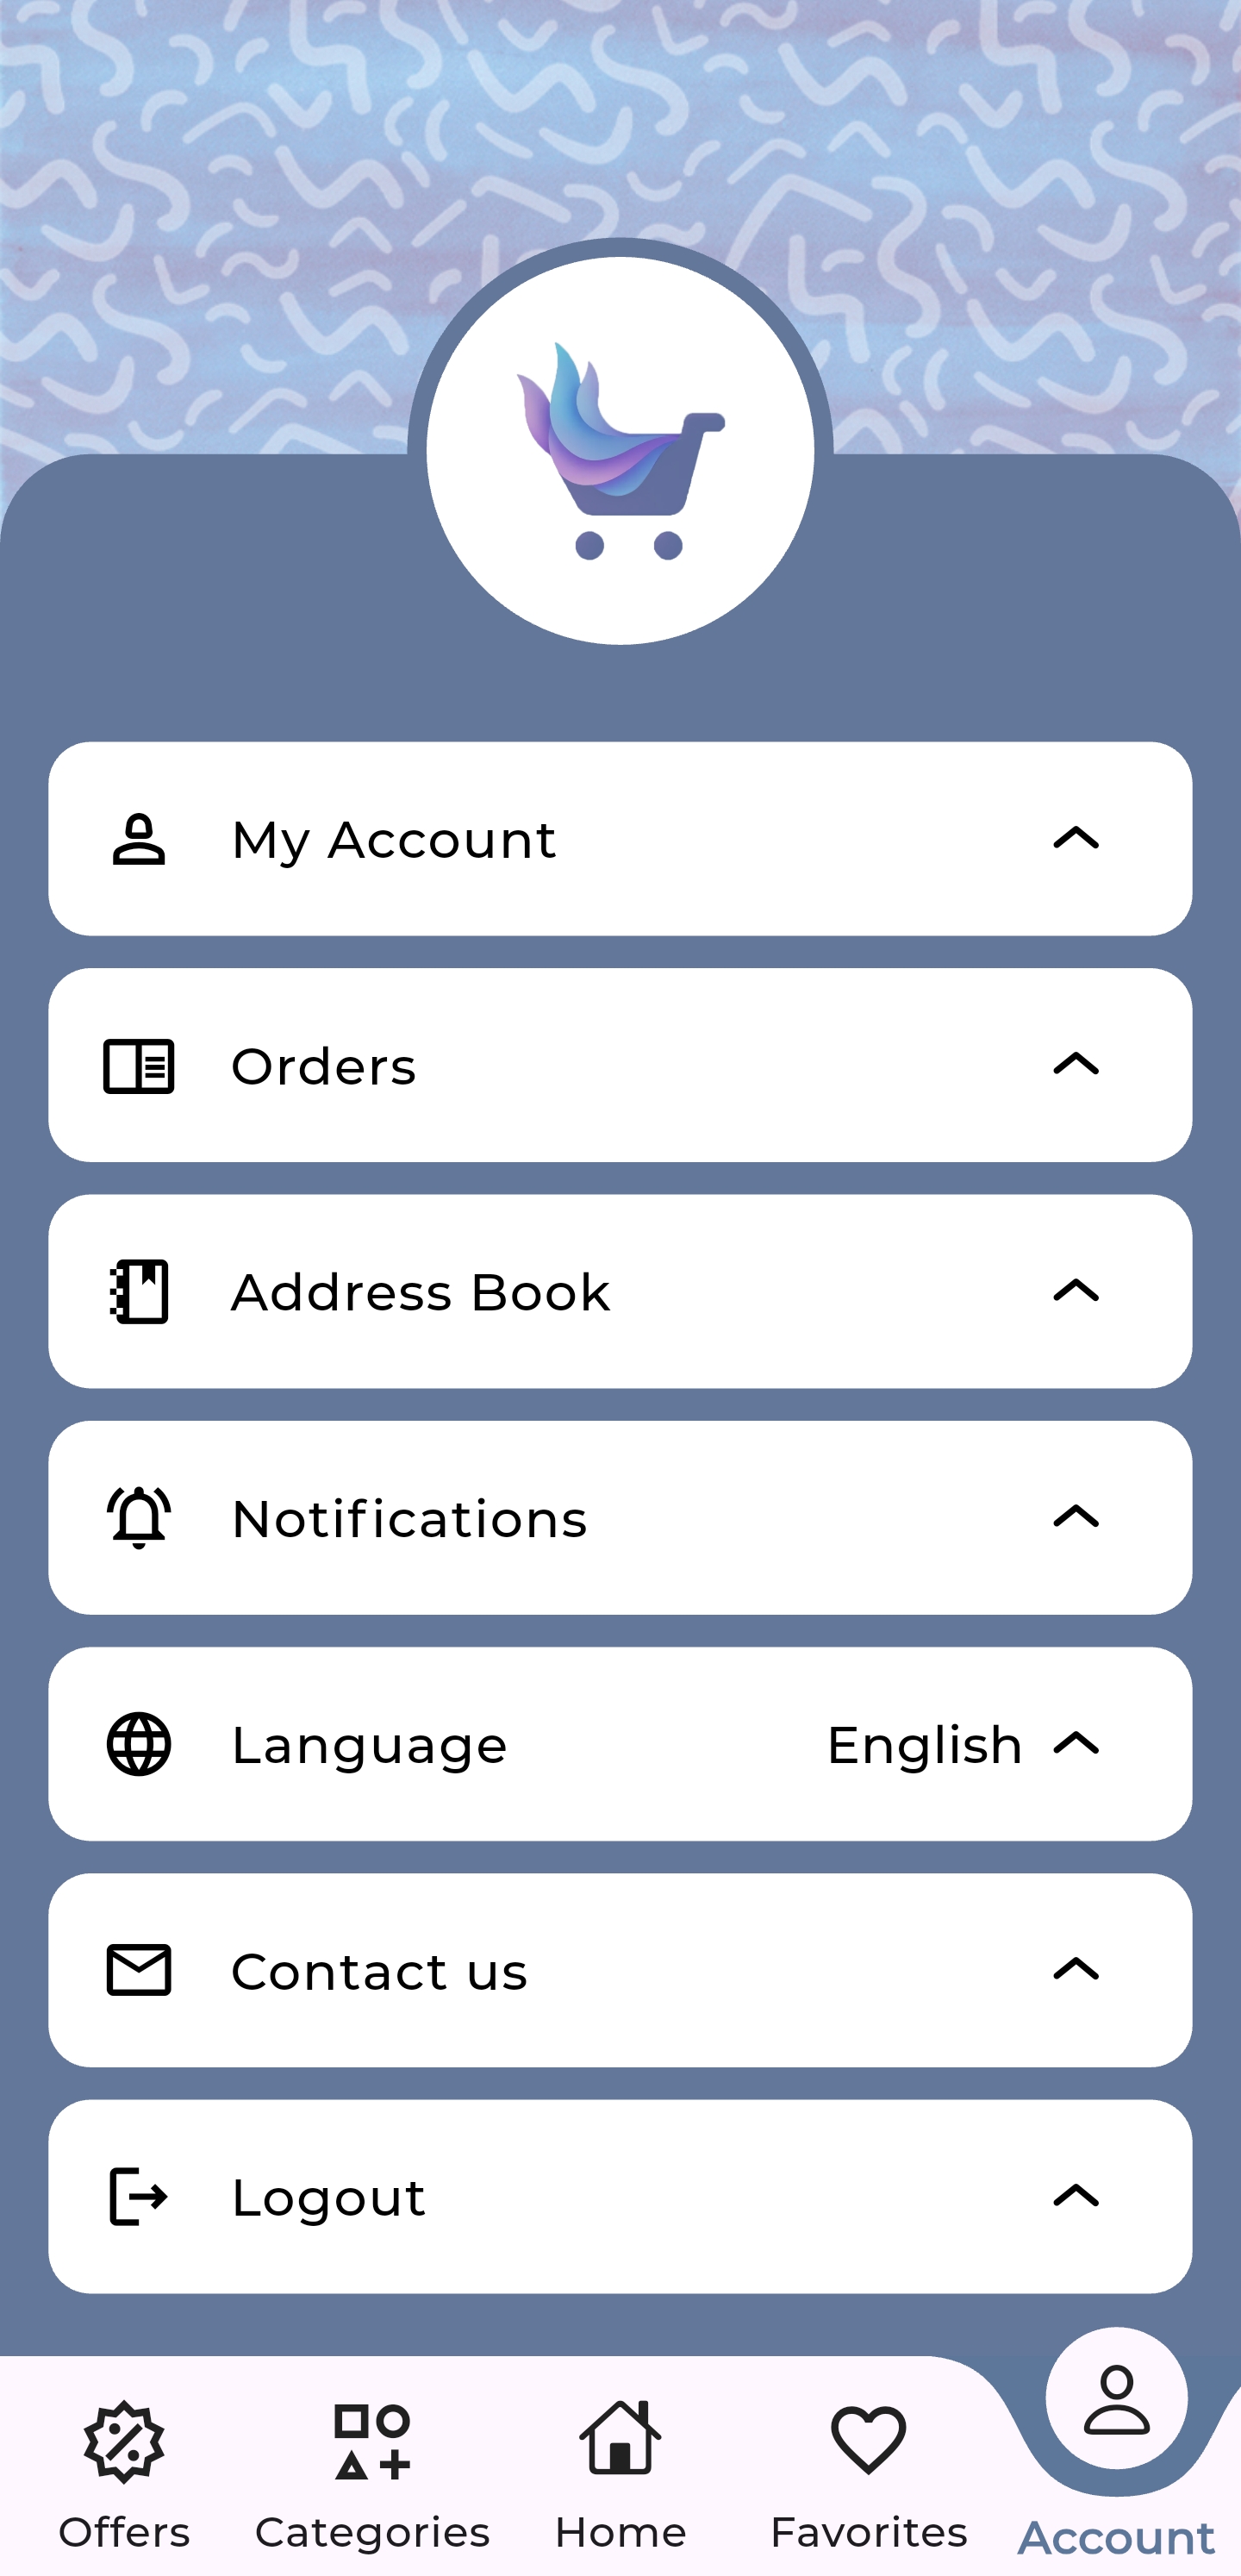 My Account
Orders
Address Book
Notifications
Language English
Contact us
Logout
Offers Categories Home Favorites Account